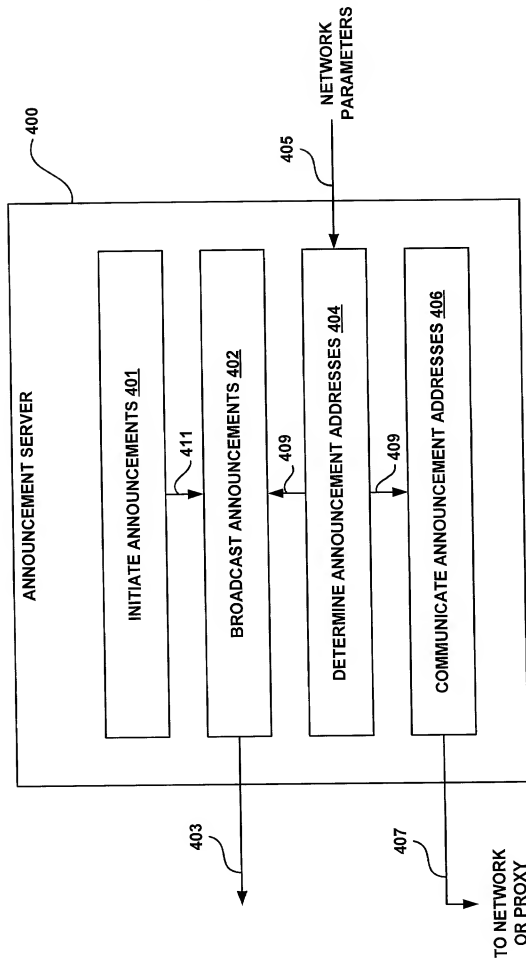 400
ANNOUNCEMENT SERVER
INITIATE ANNOUNCEMENTS 401
411
BROADCAST ANNOUNCEMENTS 402
403
409
DETERMINE ANNOUNCEMENT ADDRESSES 404
405
NETWORK
PARAMETERS
409
COMMUNICATE ANNOUNCEMENT ADDRESSES 406
407
TO NETWORK
OR PROXY